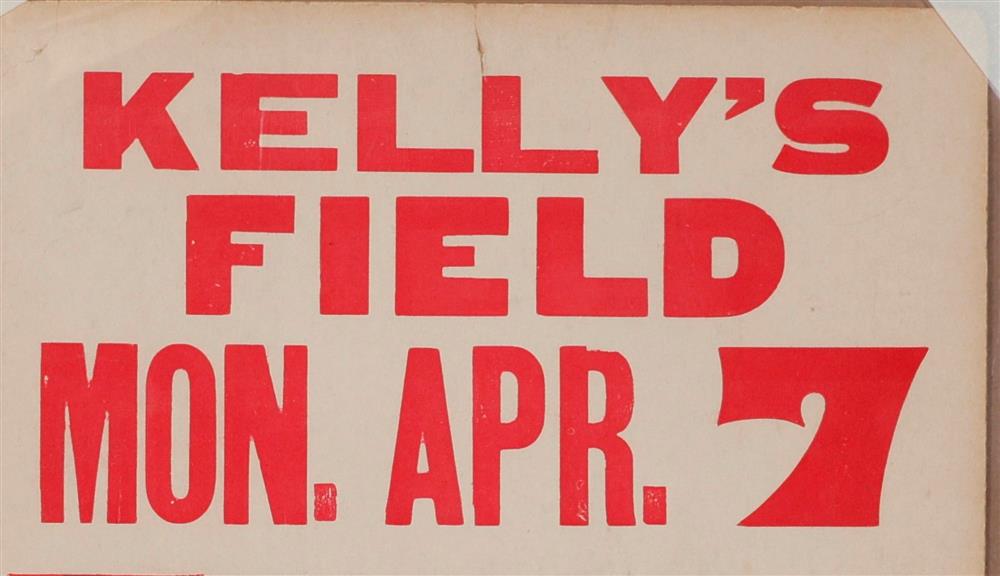 KELLY'S
FIELD
MON. APR. 7